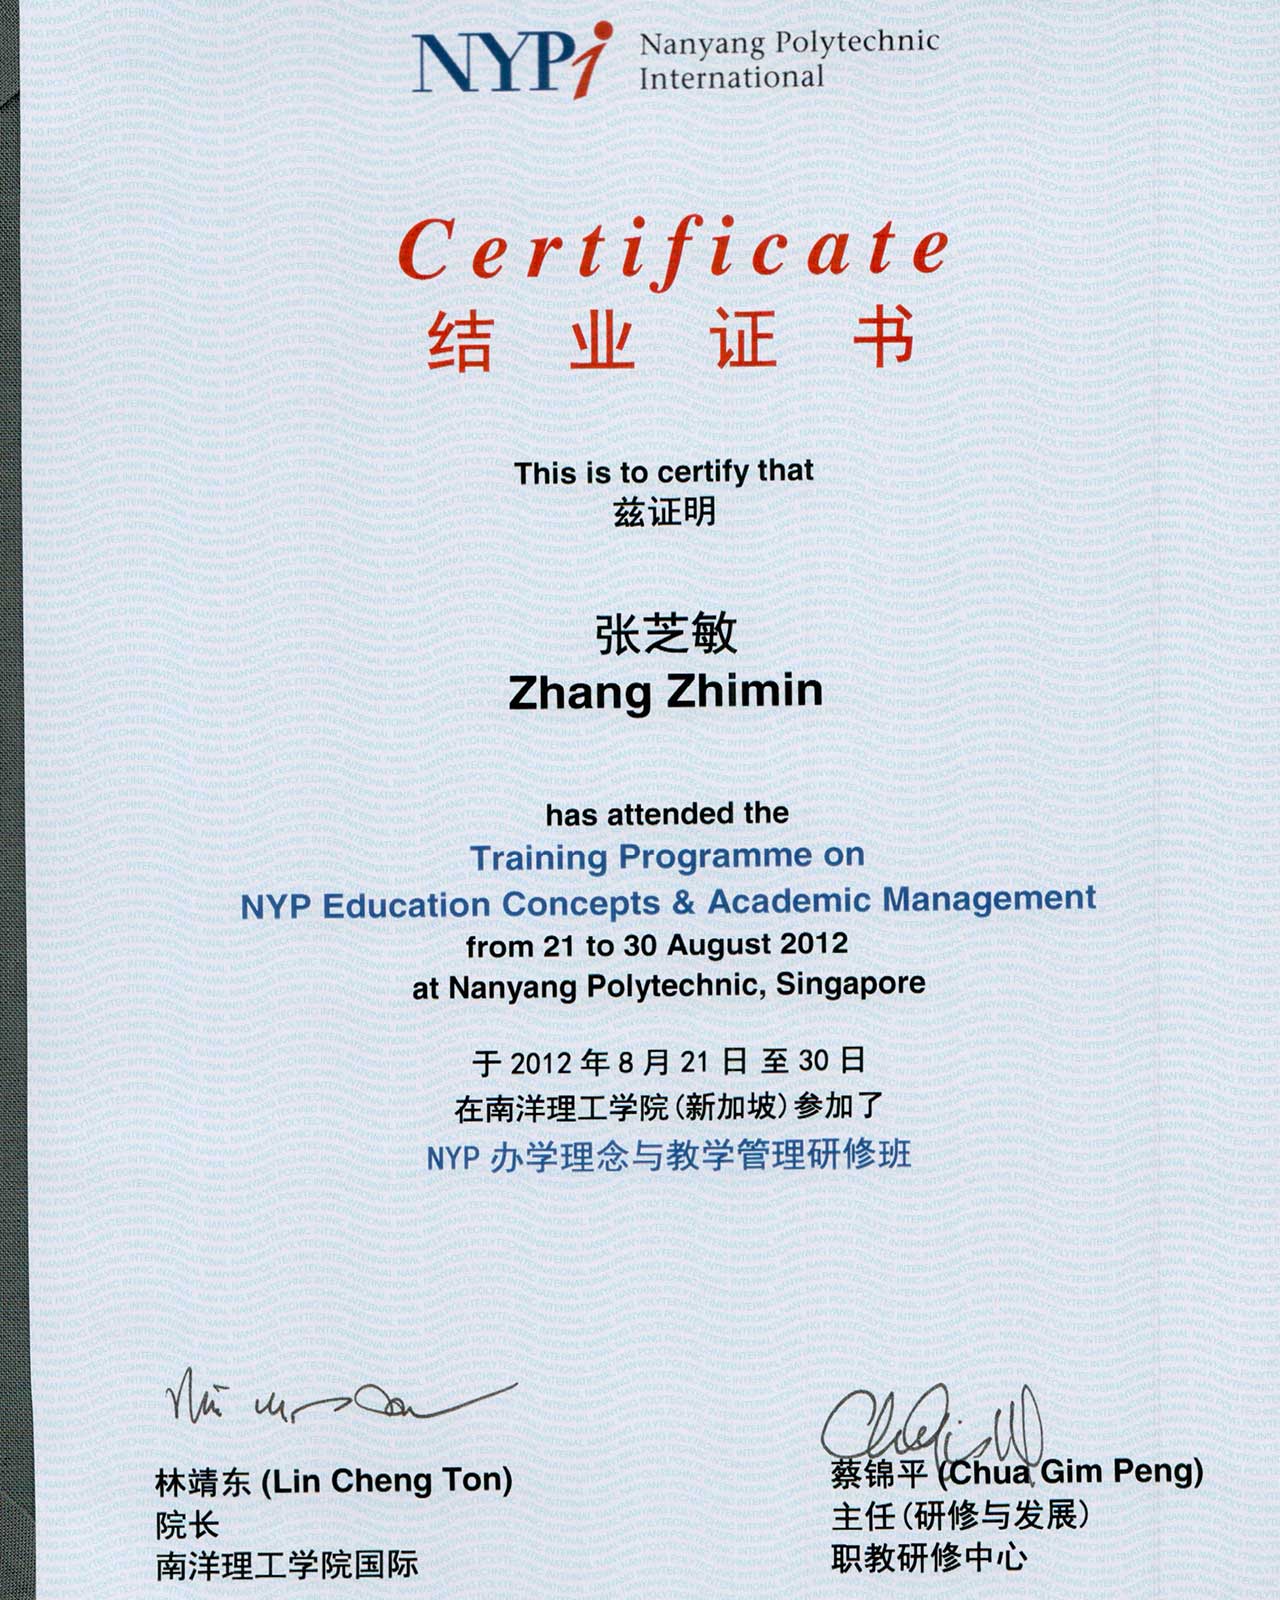 NYPi Nanyang Polytechnic
International
Certificate
结业证书
This is to certify that
兹证明
张芝敏
Zhang Zhimin
has attended the
Training Programme on
NYP Education Concepts & Academic Management
from 21 to 30 August 2012
at Nanyang Polytechnic, Singapore
于 2012 年 8 月 21 日 至 30 日
在南洋理工学院(新加坡)参加了
NYP 办学理念与教学管理研修班
林靖东 (Lin Cheng Ton)
院长
南洋理工学院国际
蔡锦平 (Chua Gim Peng)
主任(研修与发展)
职教研修中心